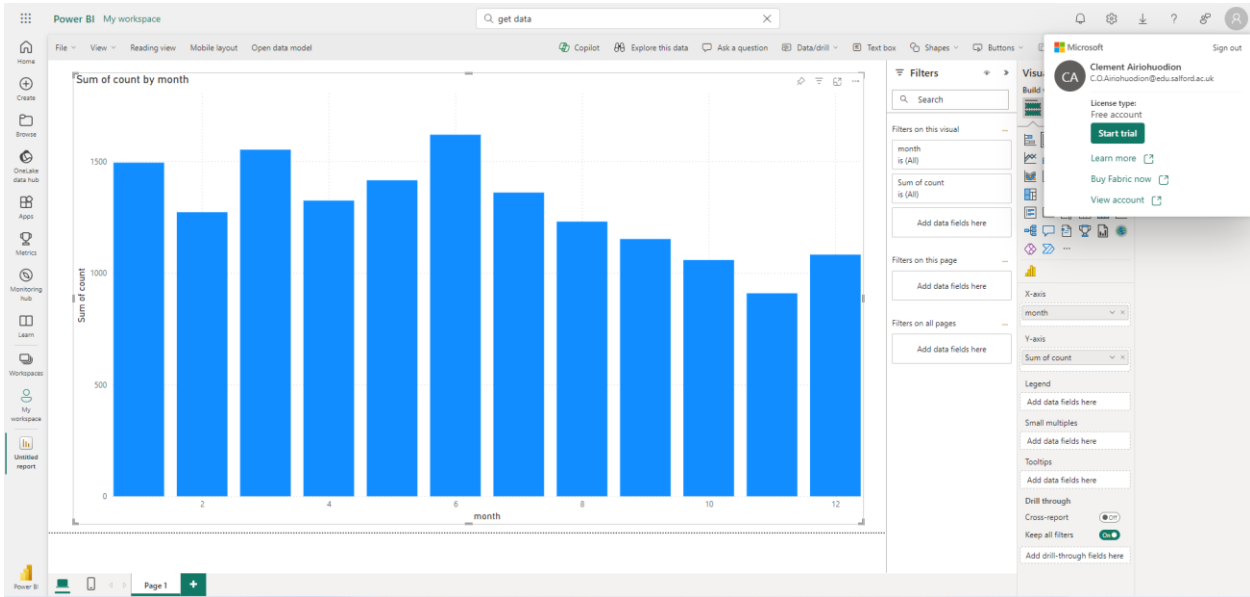 Power BI My workspace
get data
File View Reading view Mobile layout Open data model
Copilot Explore this data Ask a question Data/drill Text box Shapes Buttons
Home
Create
Browse
OneLake
data hub
Apps
Metrics
Monitoring
hub
Learn
Workspaces
My
workspace
Untitled
report
Power BI
Sum of count by month
Sum of count
1500
1000
500
0
2 4 6 8 10 12
month
Page 1
Filters
Search
Filters on this visual
month
is (All)
Sum of count
is (All)
Add data fields here
Filters on this page
Add data fields here
Filters on all pages
Add data fields here
X-axis
month
Y-axis
Sum of count
Legend
Add data fields here
Small multiples
Add data fields here
Tooltips
Add data fields here
Drill through
Cross-report Off
Keep all filters On
Add drill-through fields here
Microsoft Sign out
CA
Clement Airiohuodion
C.O.Airiohuodion@edu.salford.ac.uk
License type:
Free account
Start trial
Learn more
Buy Fabric now
View account